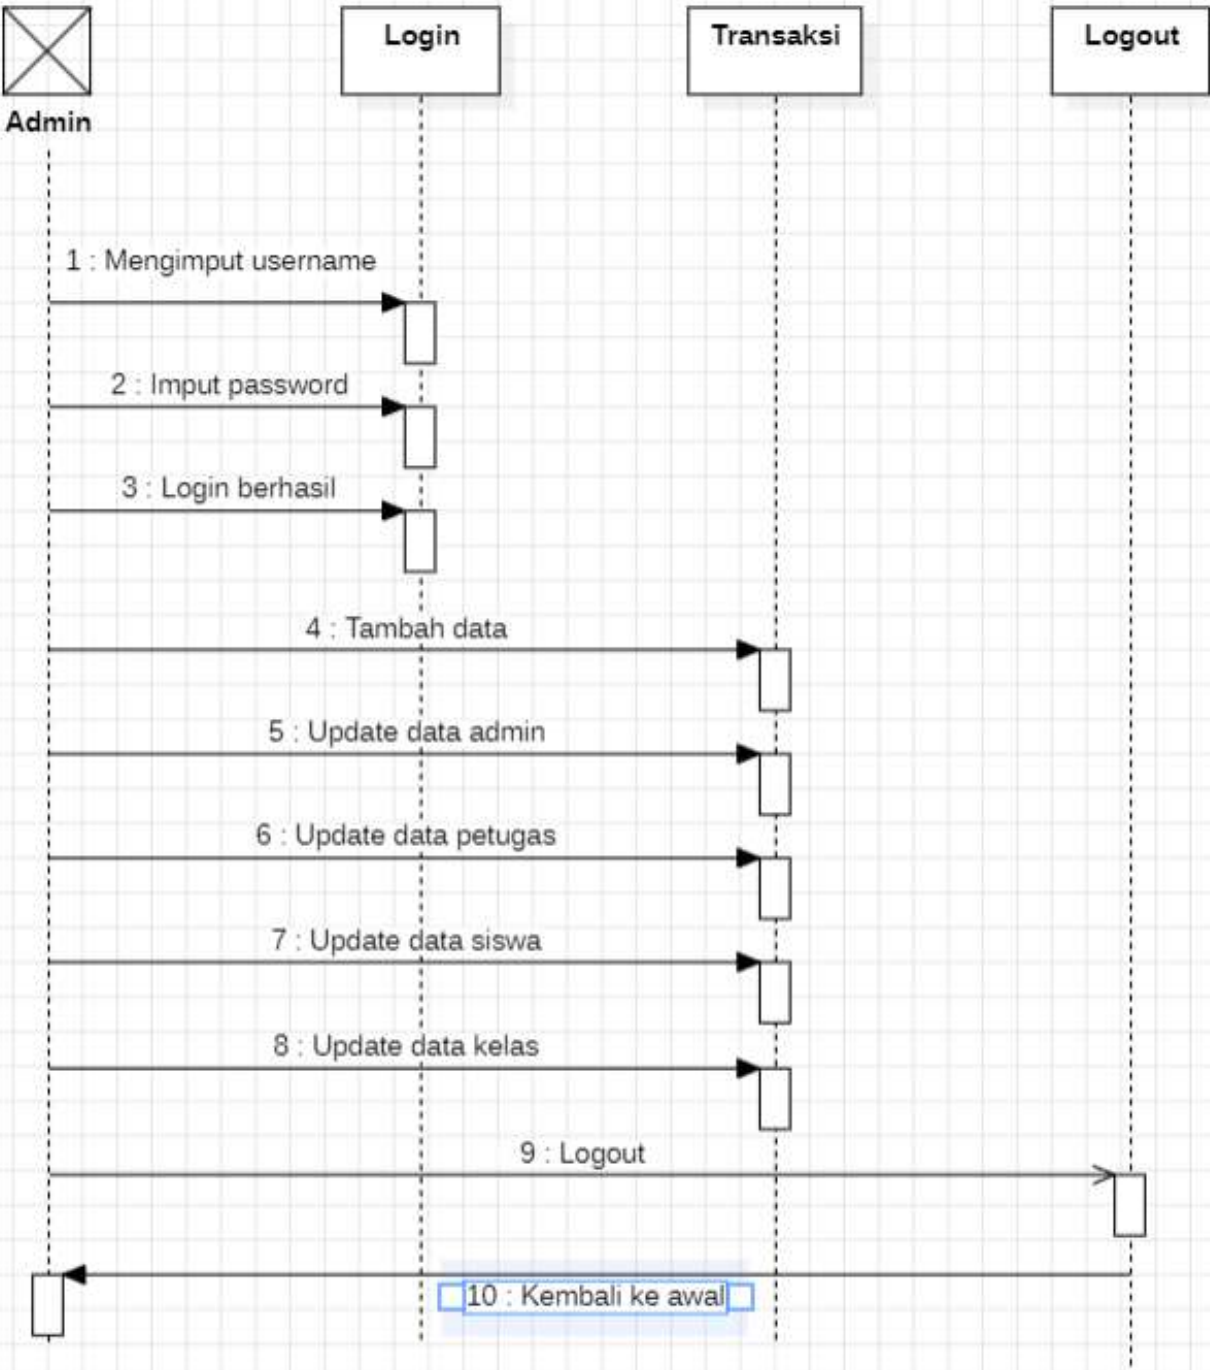 Login
Transaksi
Logout
Admin
1 : Mengimput username
2 : Imput password
3 : Login berhasil
4 : Tambah data
5 : Update data admin
6 : Update data petugas
7 : Update data siswa
8 : Update data kelas
9 : Logout
10 : Kembali ke awal